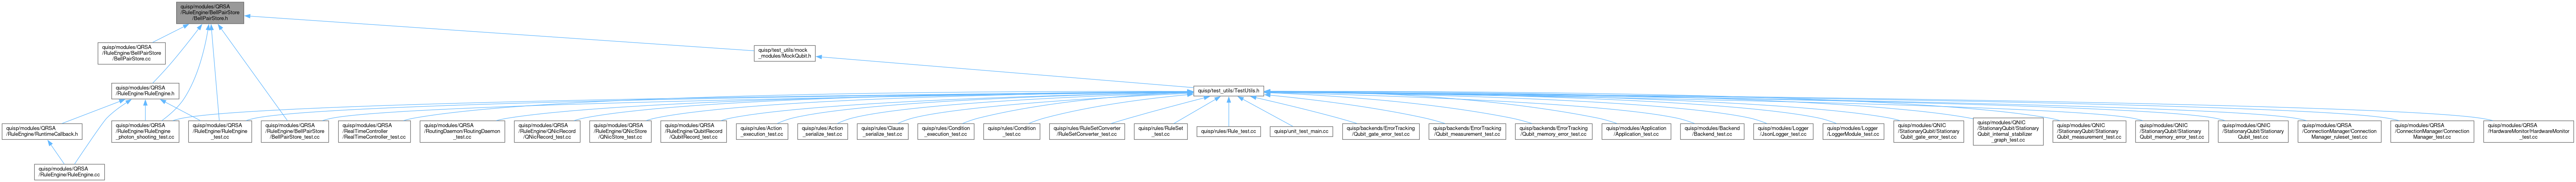 quisp/modules/QRSA
/RuleEngine/BellPairStore
/BellPairStore.h
quisp/modules/QRSA
/RuleEngine/BellPairStore
/BellPairStore.cc
quisp/test_utils/mock
_modules/MockQubit.h
quisp/modules/QRSA
/RuleEngine/RuleEngine.h
quisp/test_utils/TestUtils.h
quisp/modules/QRSA
/RuleEngine/RuntimeCallback.h
quisp/modules/QRSA
/RuleEngine/RuleEngine
_photon_shooting_test.cc
quisp/modules/QRSA
/RuleEngine/RuleEngine
_test.cc
quisp/modules/QRSA
/RuleEngine/BellPairStore
/BellPairStore_test.cc
quisp/modules/QRSA
/RealTimeController
/RealTimeController_test.cc
quisp/modules/QRSA
/RoutingDaemon/RoutingDaemon
_test.cc
quisp/modules/QRSA
/RuleEngine/QNicRecord
/QNicRecord_test.cc
quisp/modules/QRSA
/RuleEngine/QNicStore
/QNicStore_test.cc
quisp/modules/QRSA
/RuleEngine/QubitRecord
/QubitRecord_test.cc
quisp/rules/Action
_execution_test.cc
quisp/rules/Action
_serialize_test.cc
quisp/rules/Clause
_serialize_test.cc
quisp/rules/Condition
_execution_test.cc
quisp/rules/Condition
_test.cc
quisp/rules/RuleSetConverter
/RuleSetConverter_test.cc
quisp/rules/RuleSet
_test.cc
quisp/rules/Rule_test.cc
quisp/unit_test_main.cc
quisp/backends/ErrorTracking
/Qubit_gate_error_test.cc
quisp/backends/ErrorTracking
/Qubit_measurement_test.cc
quisp/backends/ErrorTracking
/Qubit_memory_error_test.cc
quisp/modules/Application
/Application_test.cc
quisp/modules/Backend
/Backend_test.cc
quisp/modules/Logger
/JsonLogger_test.cc
quisp/modules/Logger
/LoggerModule_test.cc
quisp/modules/QNIC
/StationaryQubit/Stationary
Qubit_gate_error_test.cc
quisp/modules/QNIC
/StationaryQubit/Stationary
Qubit_internal_stabilizer
_graph_test.cc
quisp/modules/QNIC
/StationaryQubit/Stationary
Qubit_measurement_test.cc
quisp/modules/QNIC
/StationaryQubit/Stationary
Qubit_memory_error_test.cc
quisp/modules/QNIC
/StationaryQubit/Stationary
Qubit_test.cc
quisp/modules/QRSA
/ConnectionManager/Connection
Manager_ruleset_test.cc
quisp/modules/QRSA
/ConnectionManager/Connection
Manager_test.cc
quisp/modules/QRSA
/HardwareMonitor/HardwareMonitor
_test.cc
quisp/modules/QRSA
/RuleEngine/RuleEngine.cc